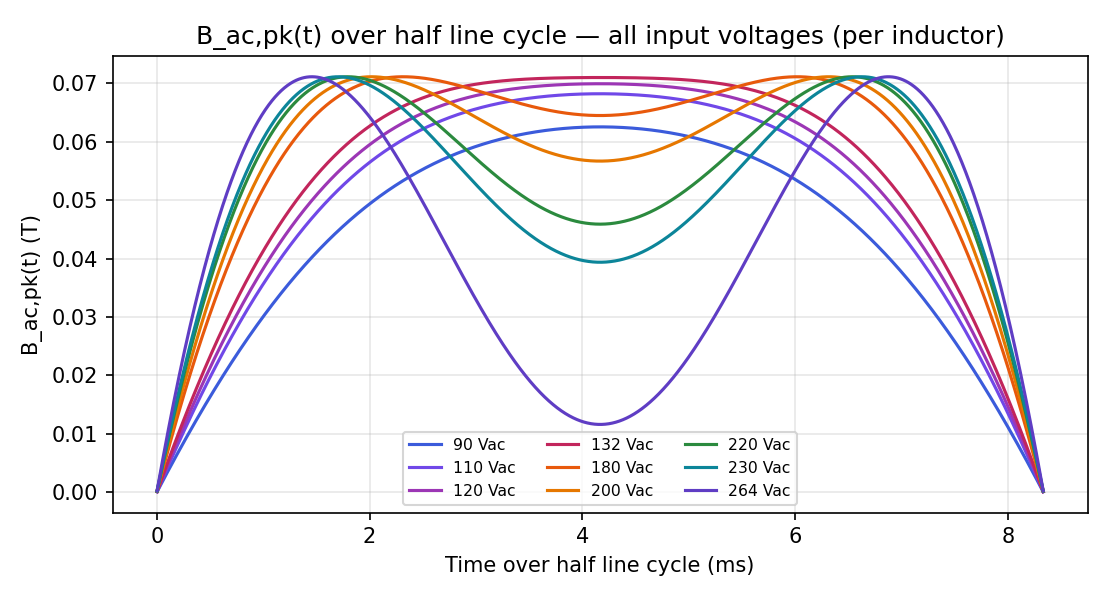 B_ac,pk(t) over half line cycle — all input voltages (per inductor)
B_ac,pk(t) (T)
0.07
0.06
0.05
0.04
0.03
0.02
0.01
0.00
90 Vac 132 Vac 220 Vac
110 Vac 180 Vac 230 Vac
120 Vac 200 Vac 264 Vac
0 2 4 6 8
Time over half line cycle (ms)